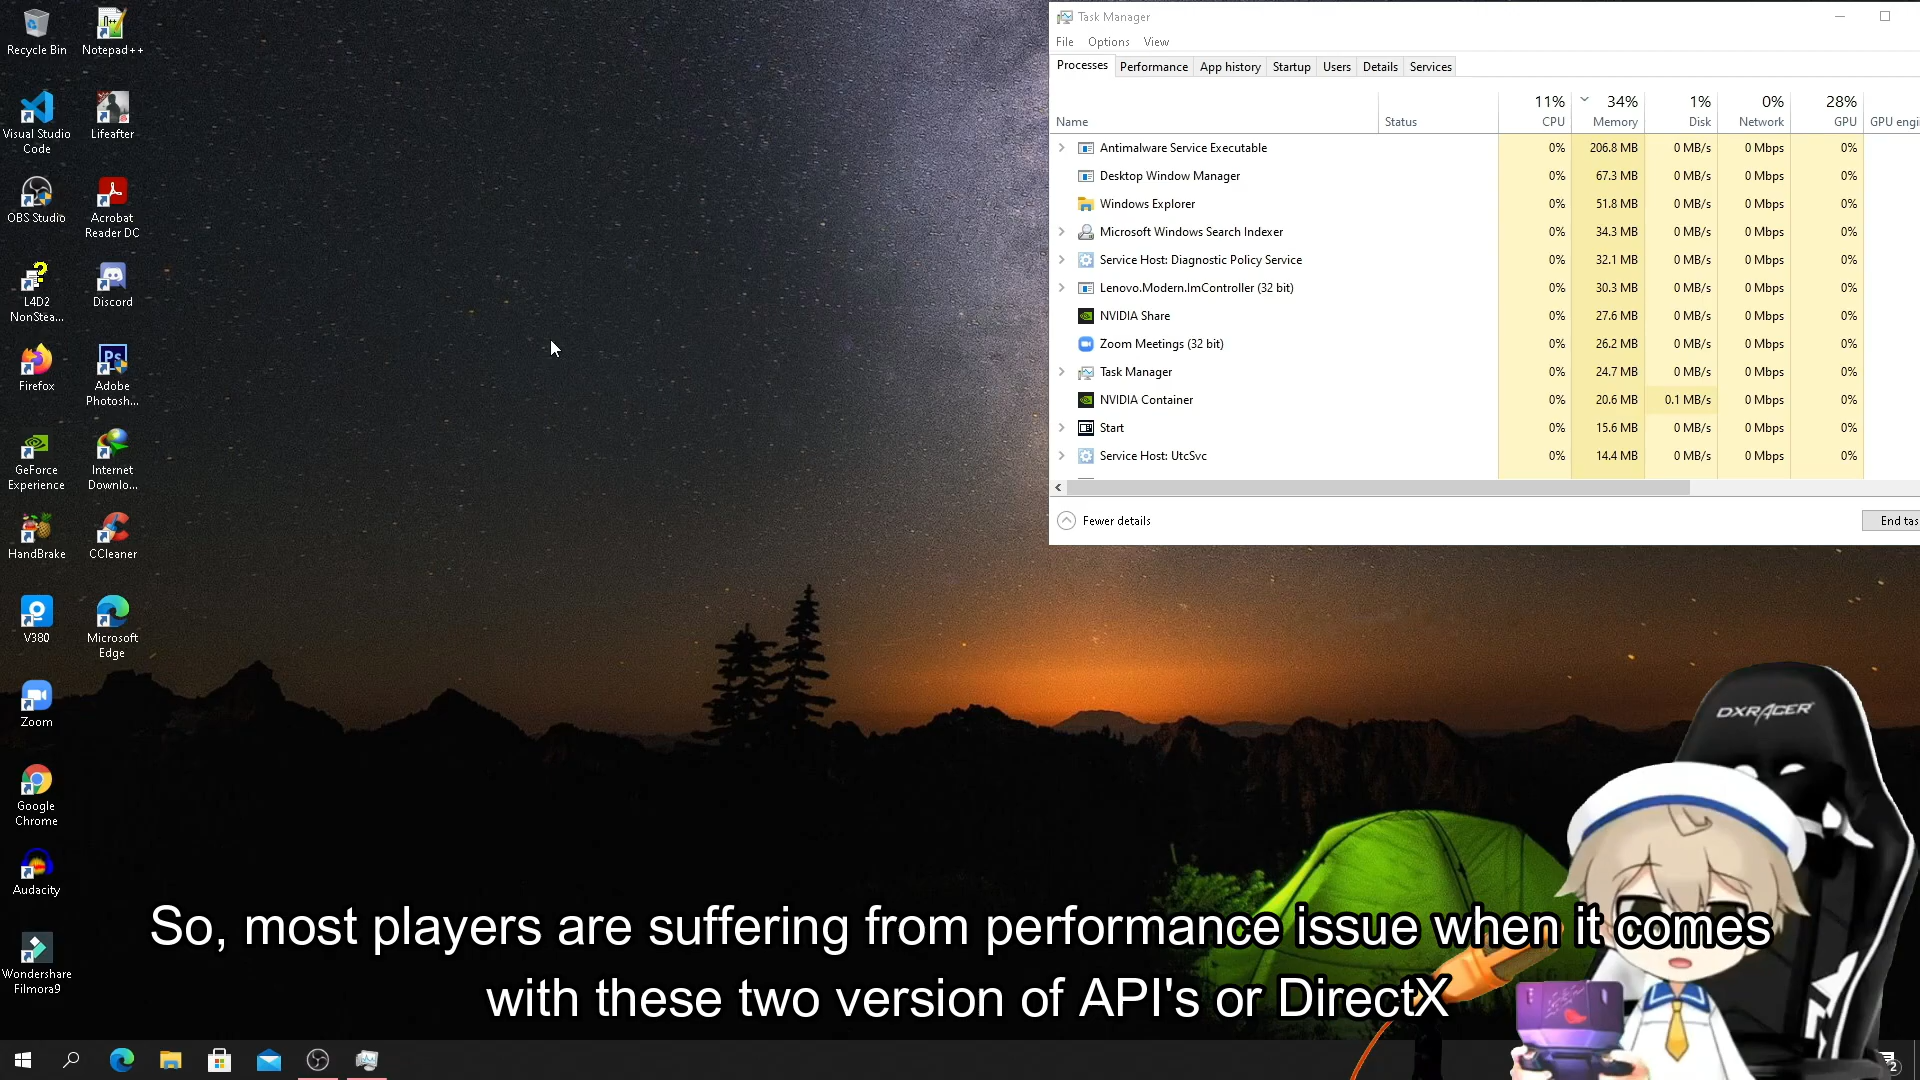 Recycle Bin
Notepad++
Visual Studio
Code
Lifeafter
OBS Studio
Acrobat
Reader DC
L4D2
NonStea...
Discord
Firefox
Adobe
Photosh...
GeForce
Experience
Internet
Downlo...
HandBrake
CCleaner
V380
Microsoft
Edge
Zoom
Google
Chrome
Audacity
Wondershare
Filmora9
Task Manager
File Options View
Processes Performance App history Startup Users Details Services
11% 34% 1% 0% 28%
Name Status CPU Memory Disk Network GPU GPU engi
Antimalware Service Executable 0% 206.8 MB 0 MB/s 0 Mbps 0%
Desktop Window Manager 0% 67.3 MB 0 MB/s 0 Mbps 0%
Windows Explorer 0% 51.8 MB 0 MB/s 0 Mbps 0%
Microsoft Windows Search Indexer 0% 34.3 MB 0 MB/s 0 Mbps 0%
Service Host: Diagnostic Policy Service 0% 32.1 MB 0 MB/s 0 Mbps 0%
Lenovo.Modern.ImController (32 bit) 0% 30.3 MB 0 MB/s 0 Mbps 0%
NVIDIA Share 0% 27.6 MB 0 MB/s 0 Mbps 0%
Zoom Meetings (32 bit) 0% 26.2 MB 0 MB/s 0 Mbps 0%
Task Manager 0% 24.7 MB 0 MB/s 0 Mbps 0%
NVIDIA Container 0% 20.6 MB 0.1 MB/s 0 Mbps 0%
Start 0% 15.6 MB 0 MB/s 0 Mbps 0%
Service Host: UtcSvc 0% 14.4 MB 0 MB/s 0 Mbps 0%
Fewer details
End tas
DXRACER
So, most players are suffering from performance issue when it comes
with these two version of API's or DirectX
2